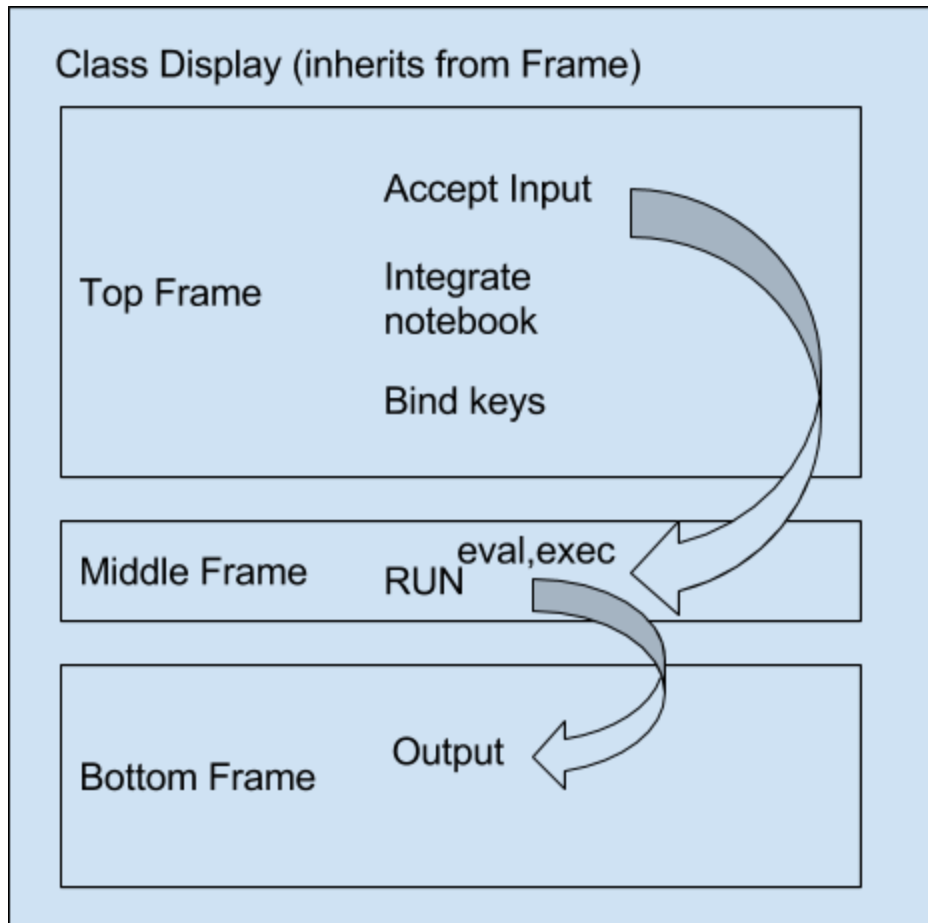 Class Display (inherits from Frame)
Top Frame
Accept Input
Integrate
notebook
Bind keys
Middle Frame
eval,exec
RUN
Bottom Frame
Output